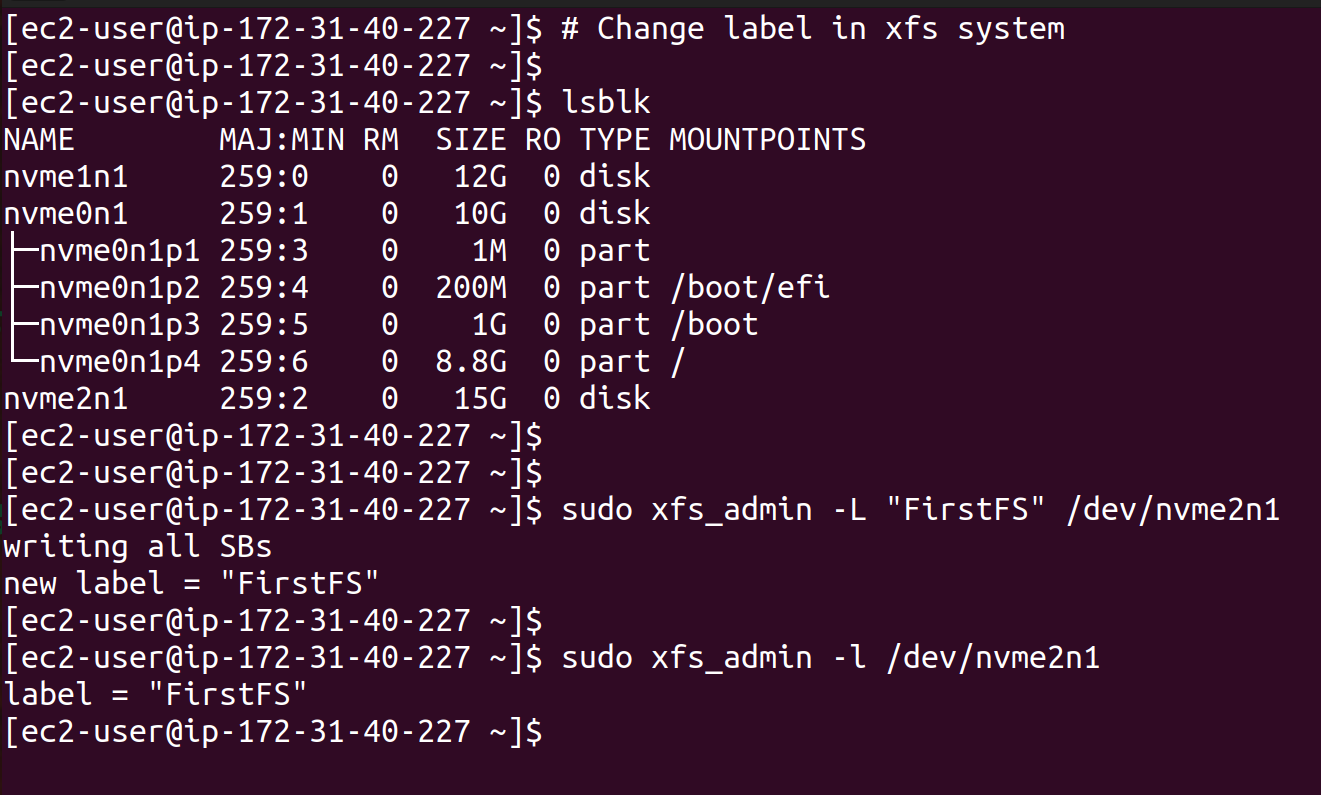 [ec2-user@ip-172-31-40-227 ~]$ # Change label in xfs system
[ec2-user@ip-172-31-40-227 ~]$
[ec2-user@ip-172-31-40-227 ~]$ lsblk
NAME        MAJ:MIN RM  SIZE RO TYPE MOUNTPOINTS
nvme1n1     259:0    0   12G  0 disk
nvme0n1     259:1    0   10G  0 disk
├─nvme0n1p1 259:3    0    1M  0 part
├─nvme0n1p2 259:4    0  200M  0 part /boot/efi
├─nvme0n1p3 259:5    0    1G  0 part /boot
└─nvme0n1p4 259:6    0  8.8G  0 part /
nvme2n1     259:2    0   15G  0 disk
[ec2-user@ip-172-31-40-227 ~]$
[ec2-user@ip-172-31-40-227 ~]$
[ec2-user@ip-172-31-40-227 ~]$ sudo xfs_admin -L "FirstFS" /dev/nvme2n1
writing all SBs
new label = "FirstFS"
[ec2-user@ip-172-31-40-227 ~]$
[ec2-user@ip-172-31-40-227 ~]$ sudo xfs_admin -l /dev/nvme2n1
label = "FirstFS"
[ec2-user@ip-172-31-40-227 ~]$